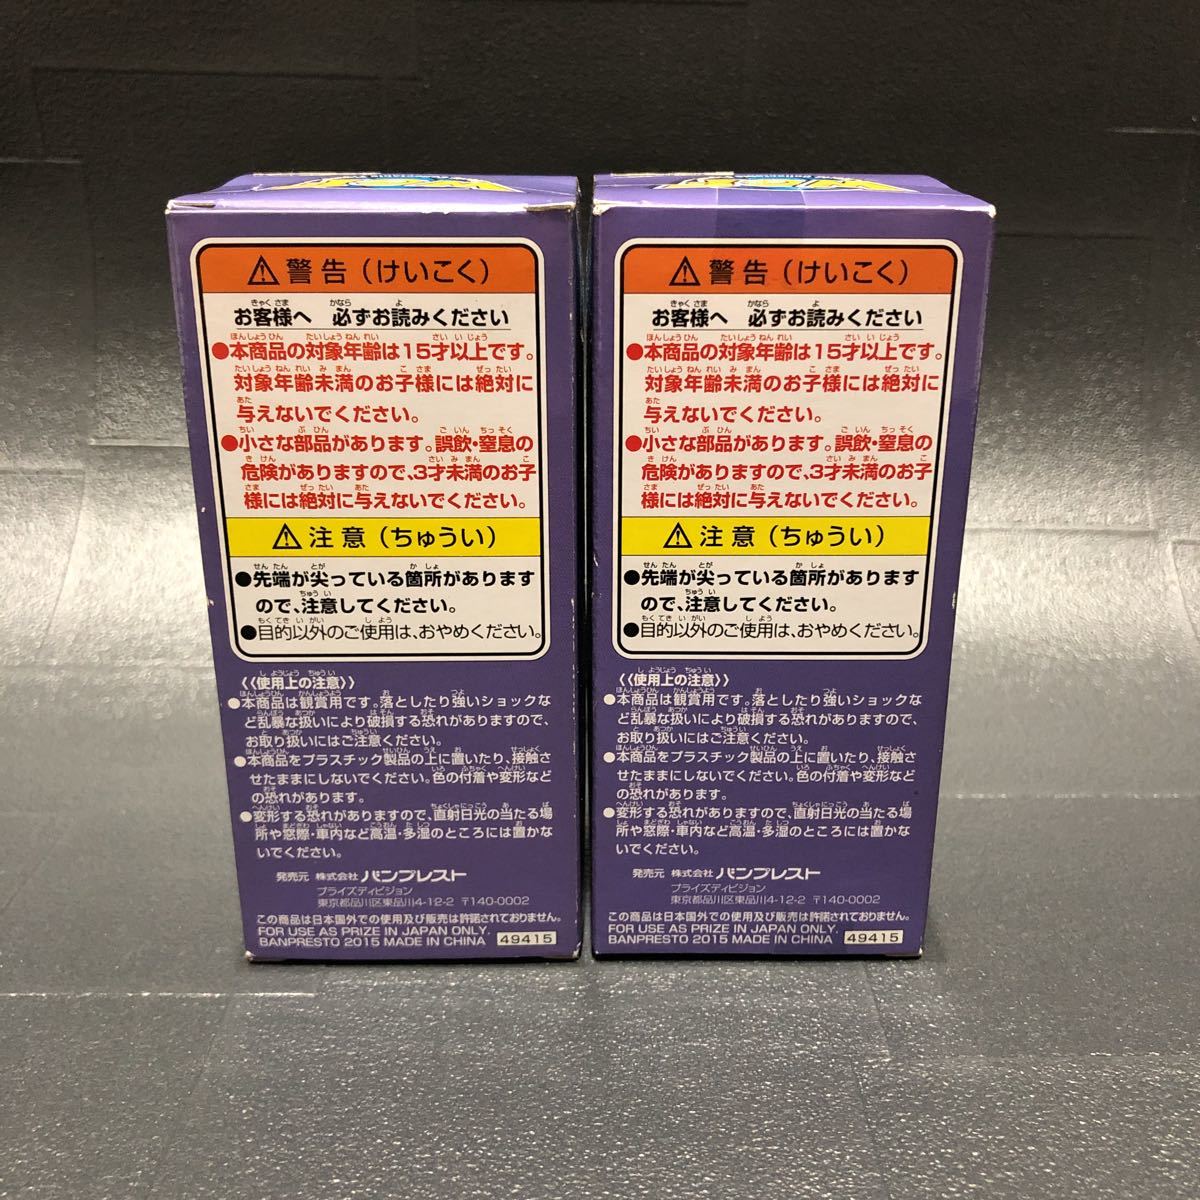 ⚠ 警告(けいこく)
お客様へ 必ずお読みください
●本商品の対象年齢は15才以上です。
対象年齢未満のお子様には絶対に
与えないでください。
●小さな部品があります。誤飲・窒息の
危険がありますので、3才未満のお子
様には絶対に与えないでください。
⚠ 注意(ちゅうい)
●先端が尖っている箇所があります
ので、注意してください。
●目的以外のご使用は、おやめください。
《使用上の注意》
●本商品は観賞用です。落としたり強いショックな
ど乱暴な扱いにより破損する恐れがありますので、
お取り扱いにはご注意ください。
●本商品をプラスチック製品の上に置いたり、接触さ
せたままにしないでください。色の付着や変形など
の恐れがあります。
●変形する恐れがありますので、直射日光の当たる場
所や窓際・車内など高温・多湿のところには置かな
いでください。
発売元 株式会社 バンプレスト
プライズディビジョン
東京都品川区東品川4-12-2 〒140-0002
この商品は日本国外での使用及び販売は許諾されておりません。
FOR USE AS PRIZE IN JAPAN ONLY.
BANPRESTO 2015 MADE IN CHINA 49415
⚠ 警告(けいこく)
お客様へ 必ずお読みください
●本商品の対象年齢は15才以上です。
対象年齢未満のお子様には絶対に
与えないでください。
●小さな部品があります。誤飲・窒息の
危険がありますので、3才未満のお子
様には絶対に与えないでください。
⚠ 注意(ちゅうい)
●先端が尖っている箇所があります
ので、注意してください。
●目的以外のご使用は、おやめください。
《使用上の注意》
●本商品は観賞用です。落としたり強いショックな
ど乱暴な扱いにより破損する恐れがありますので、
お取り扱いにはご注意ください。
●本商品をプラスチック製品の上に置いたり、接触さ
せたままにしないでください。色の付着や変形など
の恐れがあります。
●変形する恐れがありますので、直射日光の当たる場
所や窓際・車内など高温・多湿のところには置かな
いでください。
発売元 株式会社 バンプレスト
プライズディビジョン
東京都品川区東品川4-12-2 〒140-0002
この商品は日本国外での使用及び販売は許諾されておりません。
FOR USE AS PRIZE IN JAPAN ONLY.
BANPRESTO 2015 MADE IN CHINA 49415